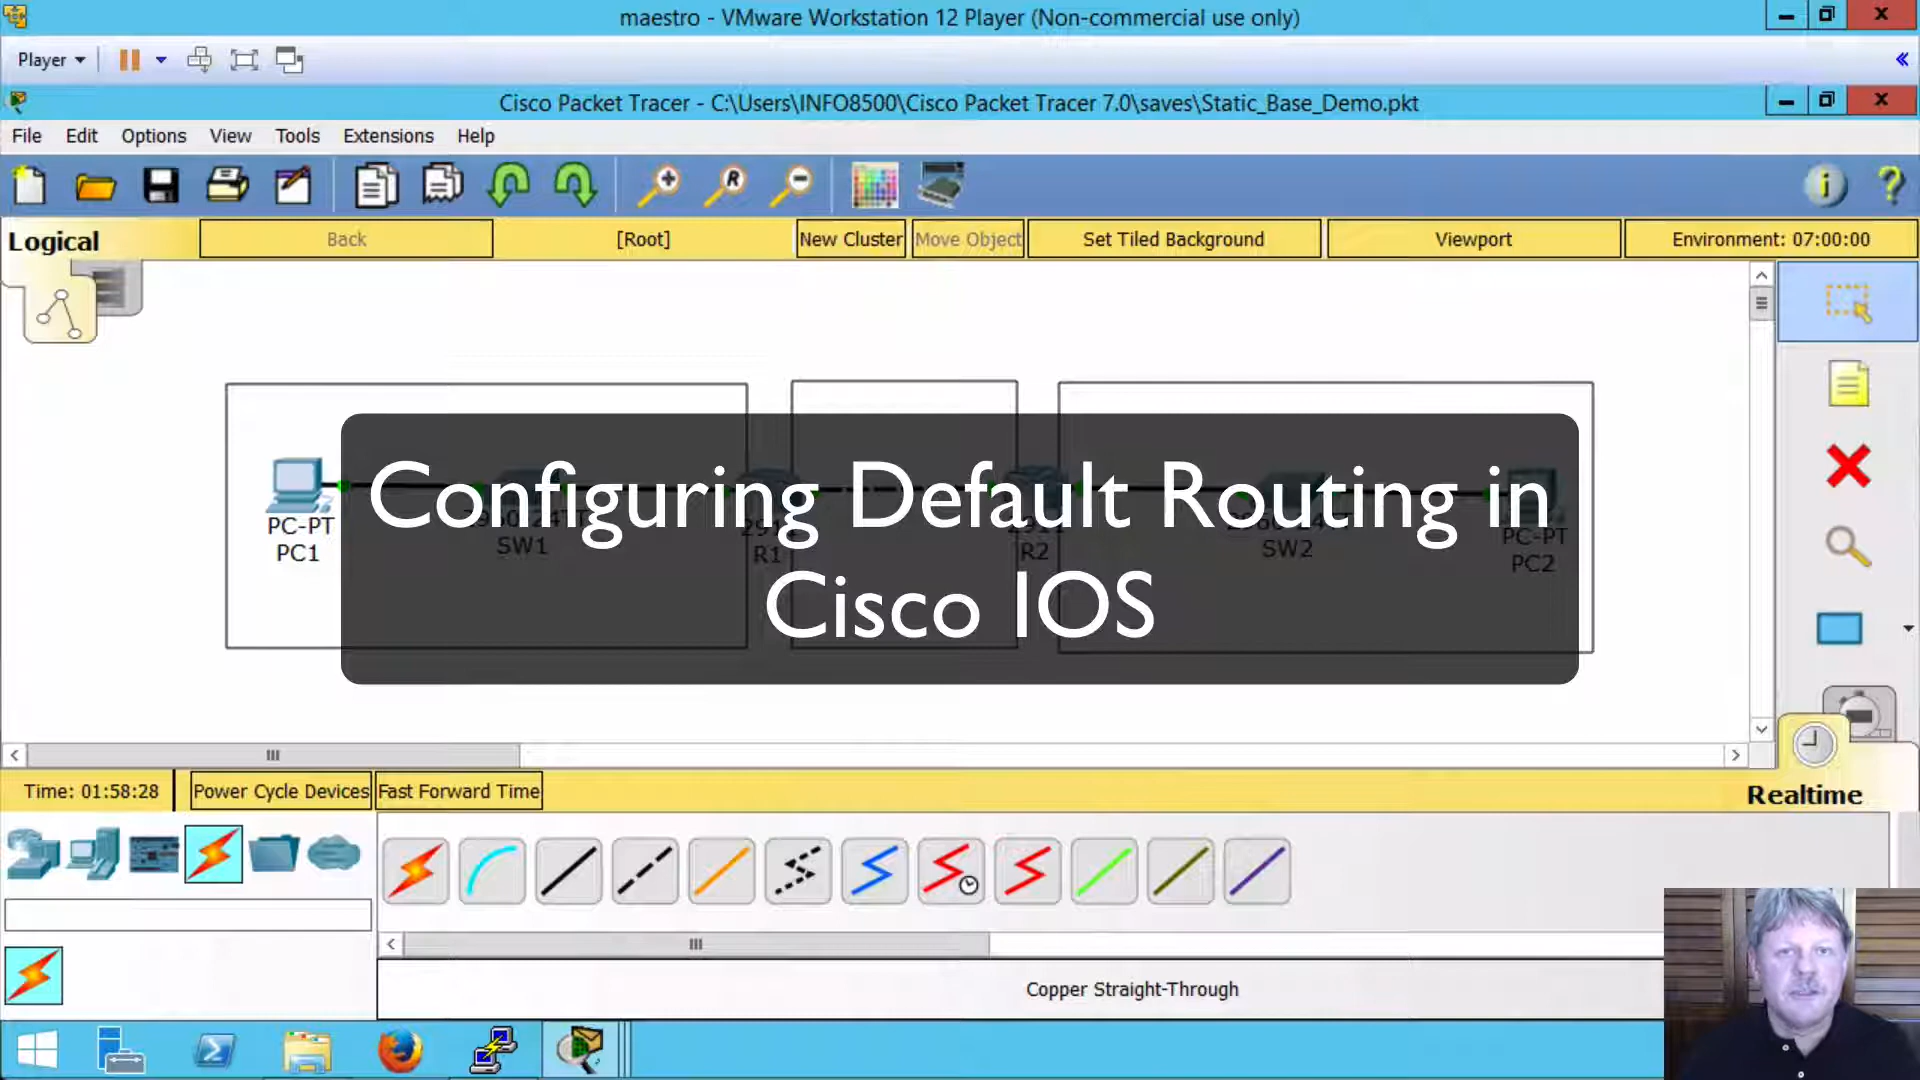 maestro - VMware Workstation 12 Player (Non-commercial use only)
Player
Cisco Packet Tracer - C:\Users\INFO8500\Cisco Packet Tracer 7.0\saves\Static_Base_Demo.pkt
File Edit Options View Tools Extensions Help
R
i ?
Logical Back [Root] New Cluster Move Object Set Tiled Background Viewport Environment: 07:00:00
Configuring Default Routing in
Cisco IOS
PC-PT
PC1
SW1
R1
R2
SW2
PC-PT
PC2
Time: 01:58:28 Power Cycle Devices Fast Forward Time Realtime
Copper Straight-Through